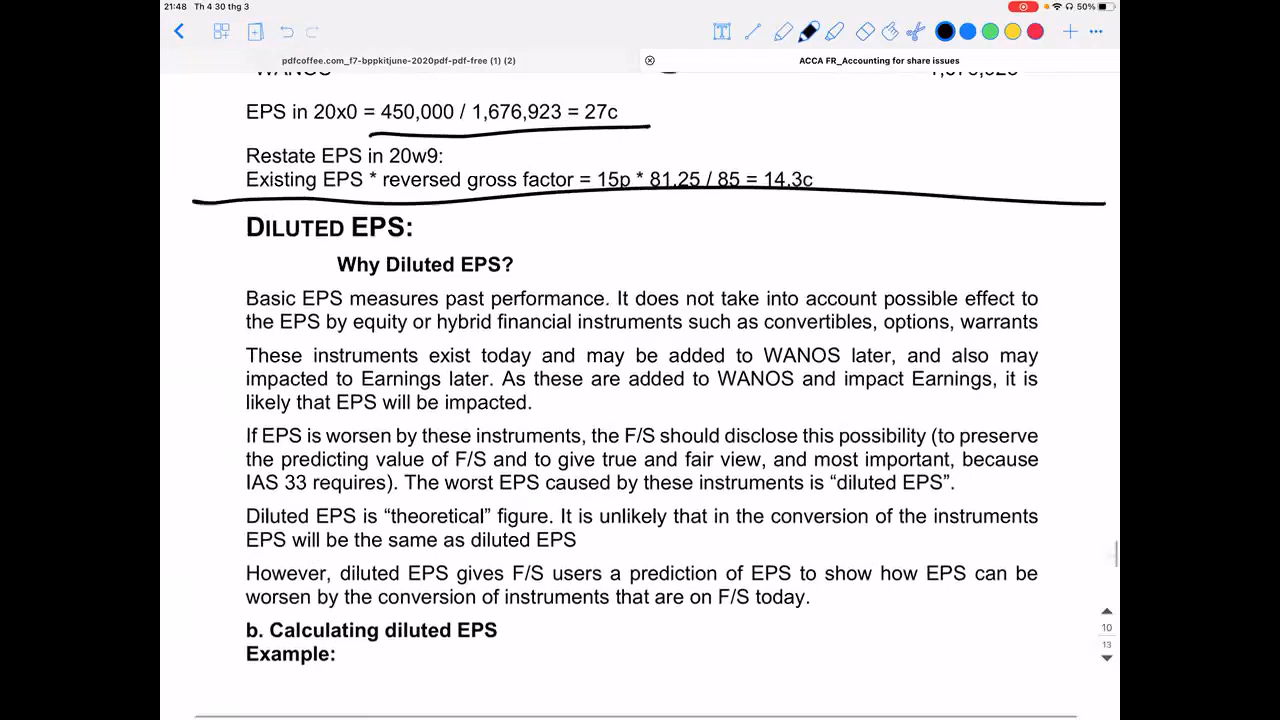 21:48 Th 4 30 thg 3
50%
pdfcoffee.com_f7-bppkitjune-2020pdf-pdf-free (1) (2)
ACCA FR_Accounting for share issues
WANOS 1,676,923
EPS in 20x0 = 450,000 / 1,676,923 = 27c
Restate EPS in 20w9:
Existing EPS * reversed gross factor = 15p * 81.25 / 85 = 14.3c
DILUTED EPS:
Why Diluted EPS?
Basic EPS measures past performance. It does not take into account possible effect to
the EPS by equity or hybrid financial instruments such as convertibles, options, warrants
These instruments exist today and may be added to WANOS later, and also may
impacted to Earnings later. As these are added to WANOS and impact Earnings, it is
likely that EPS will be impacted.
If EPS is worsen by these instruments, the F/S should disclose this possibility (to preserve
the predicting value of F/S and to give true and fair view, and most important, because
IAS 33 requires). The worst EPS caused by these instruments is “diluted EPS”.
Diluted EPS is “theoretical” figure. It is unlikely that in the conversion of the instruments
EPS will be the same as diluted EPS
However, diluted EPS gives F/S users a prediction of EPS to show how EPS can be
worsen by the conversion of instruments that are on F/S today.
b. Calculating diluted EPS
Example:
10
13